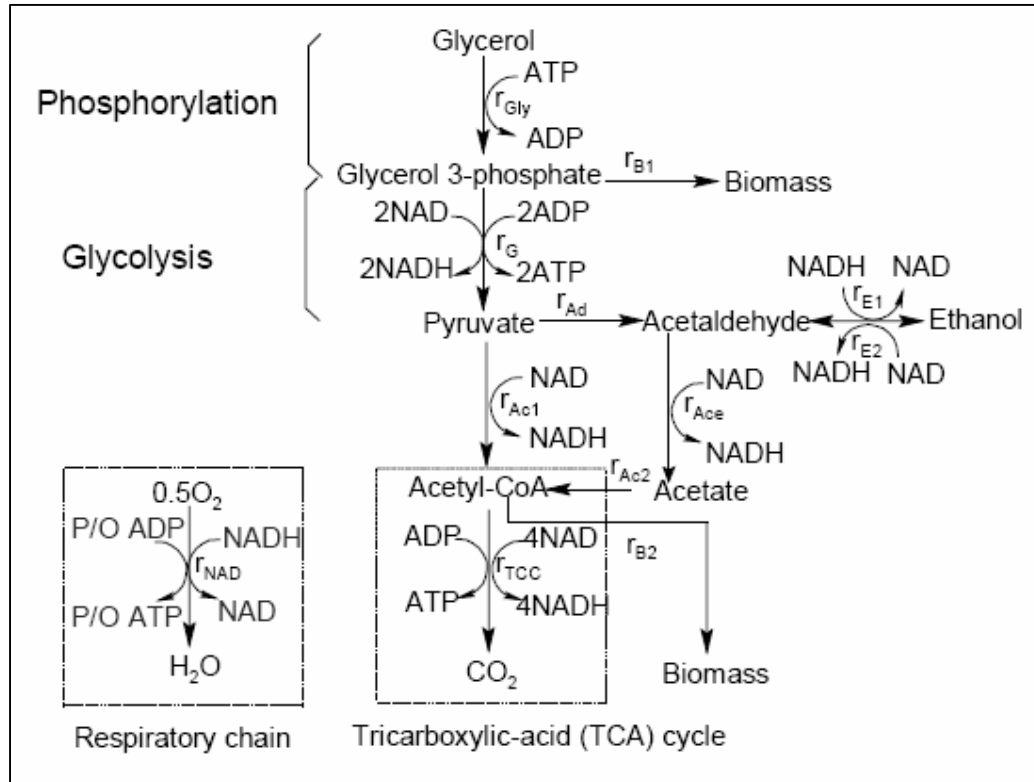 Glycerol
Phosphorylation
ATP
r_Gly
ADP
Glycerol 3-phosphate
r_B1
Biomass
2NAD
2ADP
Glycolysis
r_G
2NADH
2ATP
NADH
NAD
Pyruvate
r_Ad
Acetaldehyde
r_E1
Ethanol
r_E2
NADH
NAD
NAD
r_Ac1
NADH
NAD
r_Ace
NADH
0.5O₂
Acetyl-CoA
r_Ac2
Acetate
P/O ADP
NADH
ADP
4NAD
r_B2
r_NAD
r_TCC
P/O ATP
NAD
ATP
4NADH
H₂O
CO₂
Biomass
Respiratory chain
Tricarboxylic-acid (TCA) cycle